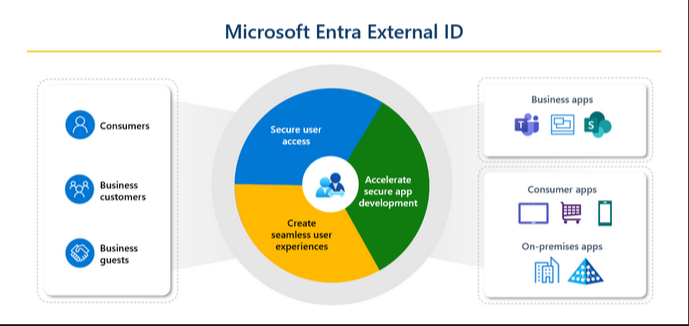 Microsoft Entra External ID
Consumers
Business
customers
Business
guests
Secure user
access
Accelerate
secure app
development
Create
seamless user
experiences
Business apps
T
S
Consumer apps
On-premises apps